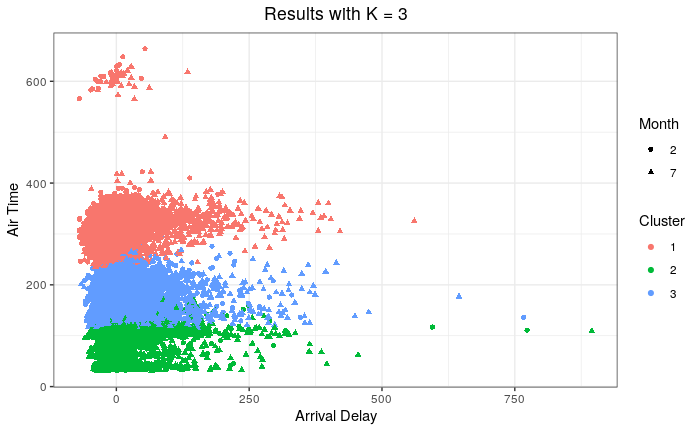 Results with K = 3
600
400
200
0
0
250
500
750
Air Time
Arrival Delay
Month
2
7
Cluster
1
2
3